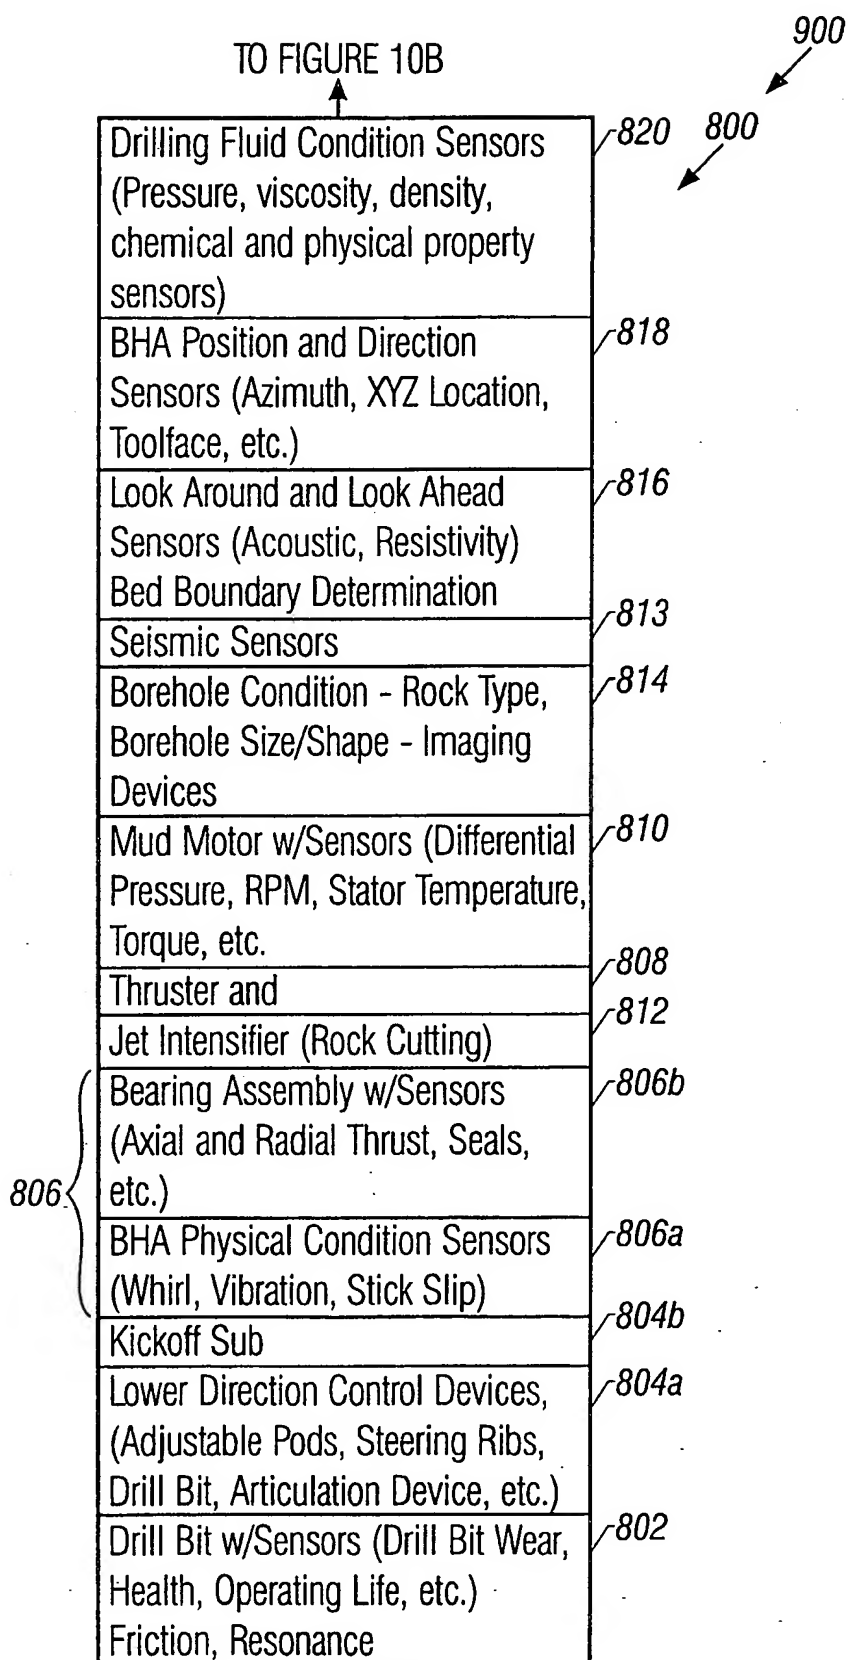 900
TO FIGURE 10B
820 800
Drilling Fluid Condition Sensors
(Pressure, viscosity, density,
chemical and physical property
sensors)
818
BHA Position and Direction
Sensors (Azimuth, XYZ Location,
Toolface, etc.)
816
Look Around and Look Ahead
Sensors (Acoustic, Resistivity)
Bed Boundary Determination
813
Seismic Sensors
814
Borehole Condition - Rock Type,
Borehole Size/Shape - Imaging
Devices
810
Mud Motor w/Sensors (Differential
Pressure, RPM, Stator Temperature,
Torque, etc.
808
Thruster and
812
Jet Intensifier (Rock Cutting)
806b
Bearing Assembly w/Sensors
(Axial and Radial Thrust, Seals,
etc.)
806
806a
BHA Physical Condition Sensors
(Whirl, Vibration, Stick Slip)
804b
Kickoff Sub
804a
Lower Direction Control Devices,
(Adjustable Pods, Steering Ribs,
Drill Bit, Articulation Device, etc.)
802
Drill Bit w/Sensors (Drill Bit Wear,
Health, Operating Life, etc.)
Friction, Resonance